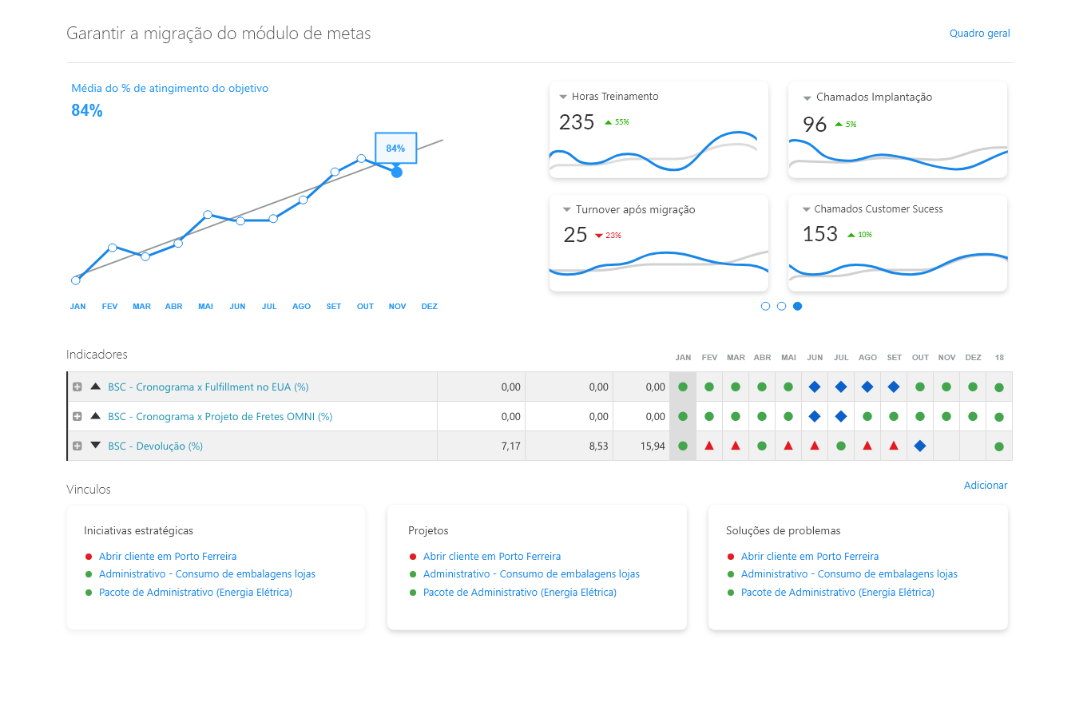 Garantir a migração do módulo de metas
Quadro geral
Média do % de atingimento do objetivo
84%
84%
JAN FEV MAR ABR MAI JUN JUL AGO SET OUT NOV DEZ
Horas Treinamento
235 55%
Chamados Implantação
96 5%
Turnover após migração
25 23%
Chamados Customer Sucess
153 10%
Indicadores
JAN FEV MAR ABR MAI JUN JUL AGO SET OUT NOV DEZ 18
BSC - Cronograma x Fulfillment no EUA (%) 0,00 0,00 0,00
BSC - Cronograma x Projeto de Fretes OMNI (%) 0,00 0,00 0,00
BSC - Devolução (%) 7,17 8,53 15,94
Vinculos
Adicionar
Iniciativas estratégicas
Abrir cliente em Porto Ferreira
Administrativo - Consumo de embalagens lojas
Pacote de Administrativo (Energia Elétrica)
Projetos
Abrir cliente em Porto Ferreira
Administrativo - Consumo de embalagens lojas
Pacote de Administrativo (Energia Elétrica)
Soluções de problemas
Abrir cliente em Porto Ferreira
Administrativo - Consumo de embalagens lojas
Pacote de Administrativo (Energia Elétrica)